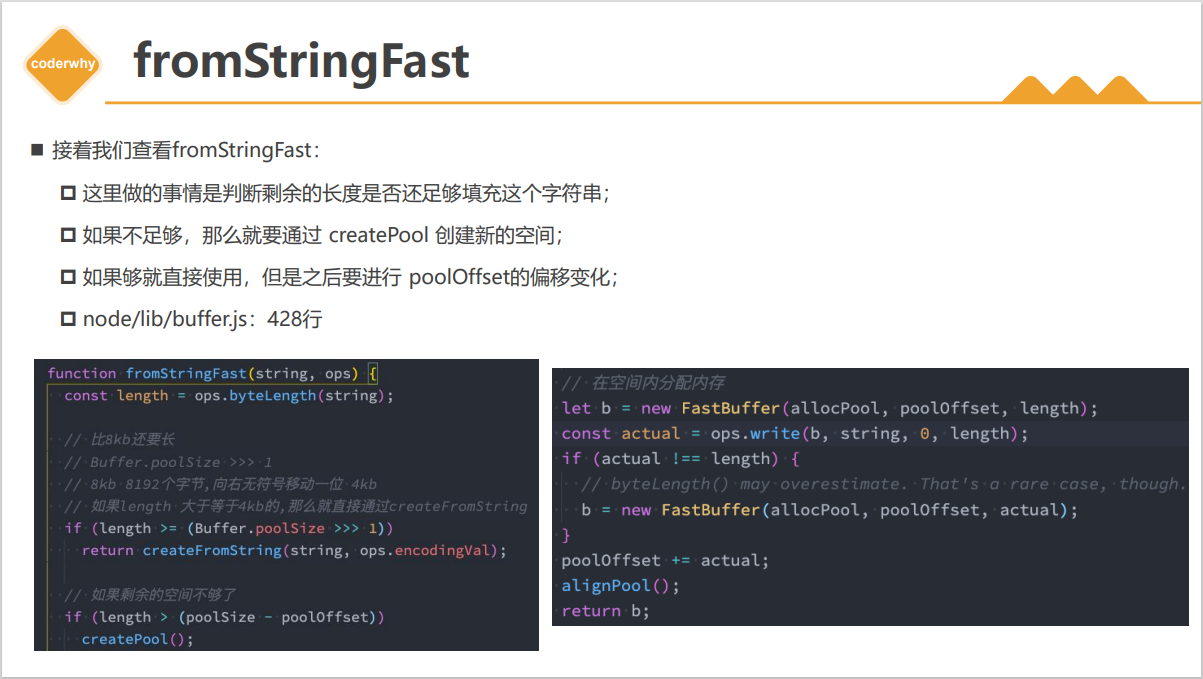 coderwhy
fromStringFast
接着我们查看fromStringFast：
这里做的事情是判断剩余的长度是否还足够填充这个字符串；
如果不足够，那么就要通过 createPool 创建新的空间；
如果够就直接使用，但是之后要进行 poolOffset的偏移变化；
node/lib/buffer.js：428行
function fromStringFast(string, ops) {
const length = ops.byteLength(string);
// 比8kb还要长
// Buffer.poolSize >>> 1
// 8kb 8192个字节,向右无符号移动一位 4kb
// 如果length 大于等于4kb的,那么就直接通过createFromString
if (length >= (Buffer.poolSize >>> 1))
return createFromString(string, ops.encodingVal);
// 如果剩余的空间不够了
if (length > (poolSize - poolOffset))
createPool();
// 在空间内分配内存
let b = new FastBuffer(allocPool, poolOffset, length);
const actual = ops.write(b, string, 0, length);
if (actual !== length) {
// byteLength() may overestimate. That's a rare case, though.
b = new FastBuffer(allocPool, poolOffset, actual);
}
poolOffset += actual;
alignPool();
return b;